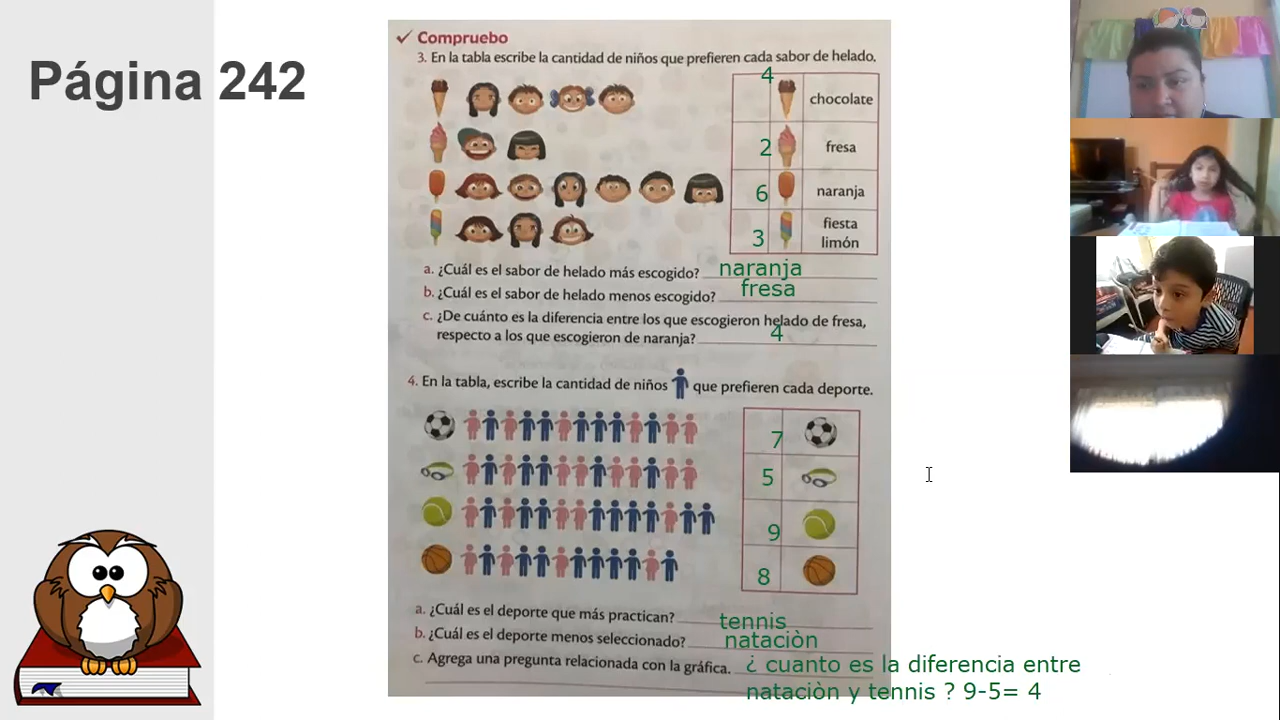 Página 242
✓ Compruebo
3. En la tabla escribe la cantidad de niños que prefieren cada sabor de helado.
4 chocolate
2 fresa
6 naranja
3 fiesta
limón
a. ¿Cuál es el sabor de helado más escogido? naranja
b. ¿Cuál es el sabor de helado menos escogido? fresa
c. ¿De cuánto es la diferencia entre los que escogieron helado de fresa,
respecto a los que escogieron de naranja? 4
4. En la tabla, escribe la cantidad de niños que prefieren cada deporte.
7
5
9
8
a. ¿Cuál es el deporte que más practican? tennis
b. ¿Cuál es el deporte menos seleccionado? nataciòn
c. Agrega una pregunta relacionada con la gráfica. ¿ cuanto es la diferencia entre
nataciòn y tennis ? 9-5= 4